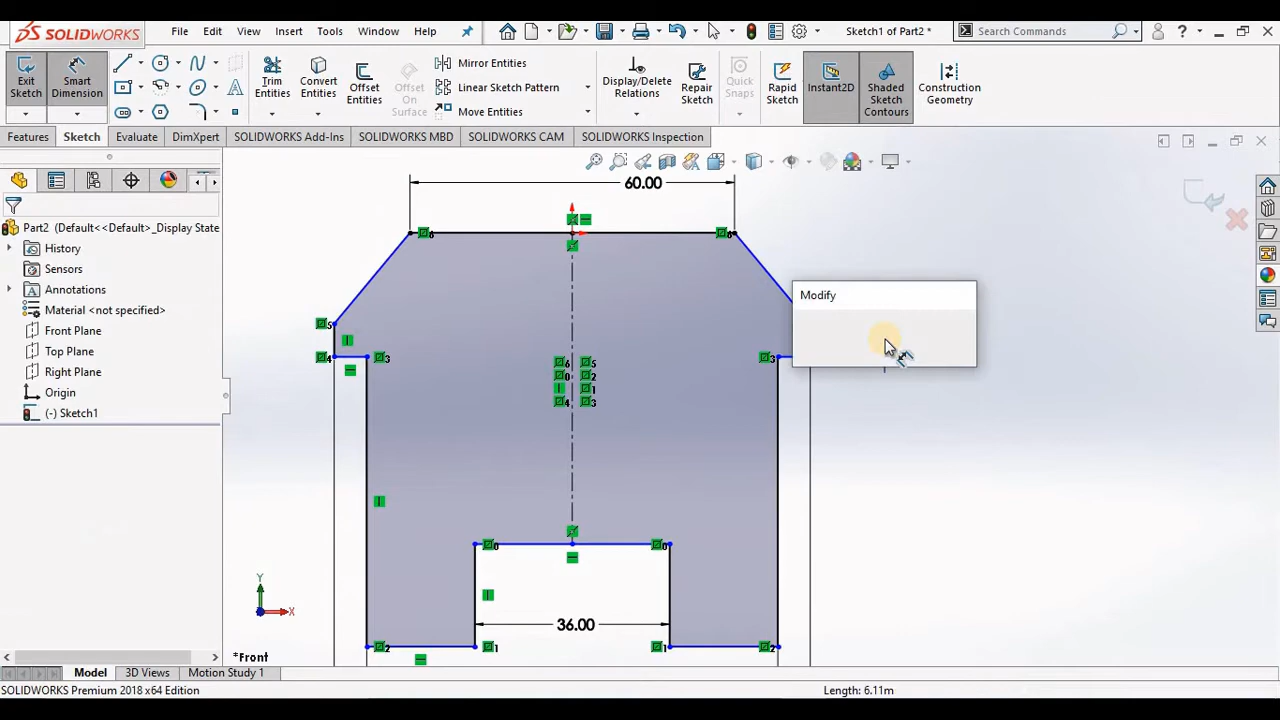 SOLIDWORKS
File Edit View Insert Tools Window Help
Sketch1 of Part2 *
Search Commands
?
Exit Sketch
Smart Dimension
Trim Entities
Convert Entities
Offset Entities
Offset On Surface
Mirror Entities
Linear Sketch Pattern
Move Entities
Display/Delete Relations
Repair Sketch
Quick Snaps
Rapid Sketch
Instant2D
Shaded Sketch Contours
Construction Geometry
Features Sketch Evaluate DimXpert SOLIDWORKS Add-Ins SOLIDWORKS MBD SOLIDWORKS CAM SOLIDWORKS Inspection
Part2 (Default<<Default>_Display State
History
Sensors
Annotations
Material <not specified>
Front Plane
Top Plane
Right Plane
Origin
(-) Sketch1
60.00
Modify
36.00
Y
X
*Front
Model 3D Views Motion Study 1
SOLIDWORKS Premium 2018 x64 Edition
Length: 6.11m